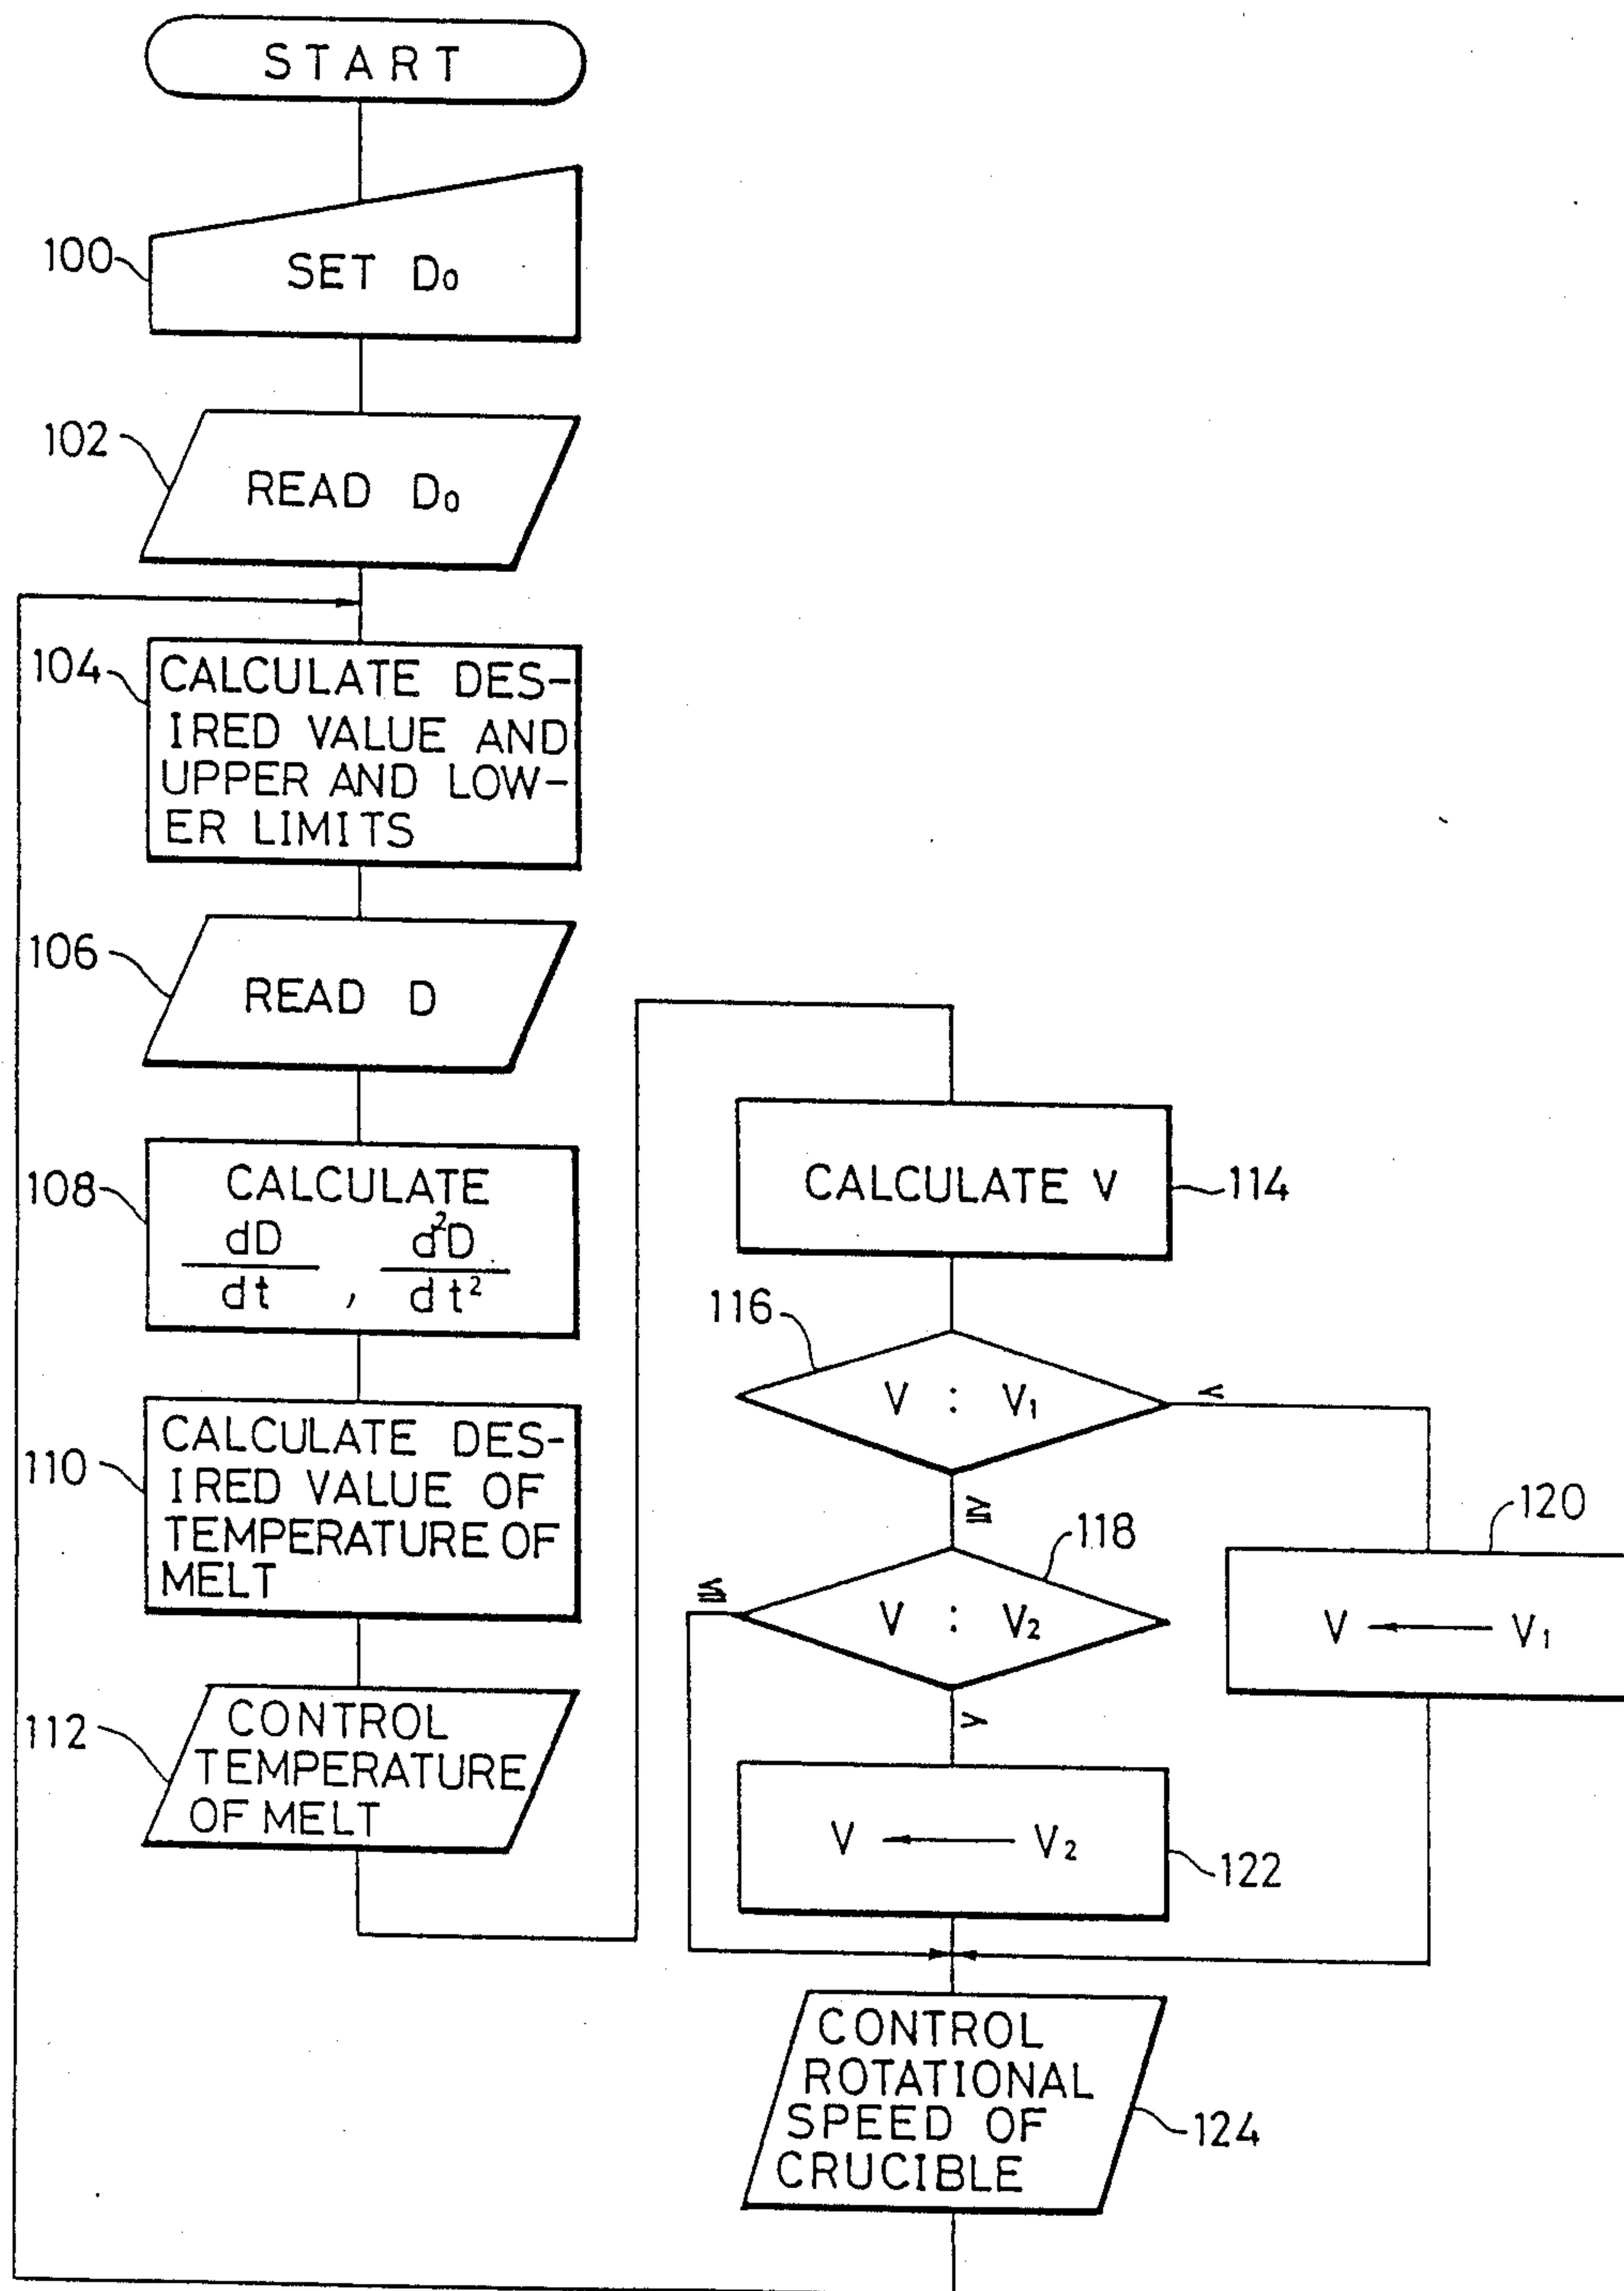 START
100
SET D₀
102
READ D₀
104
CALCULATE DES-
IRED VALUE AND
UPPER AND LOW-
ER LIMITS
106
READ D
108
CALCULATE
dD/dt , d²D/dt²
110
CALCULATE DES-
IRED VALUE OF
TEMPERATURE OF
MELT
112
CONTROL
TEMPERATURE
OF MELT
CALCULATE V
114
116
V : V₁
<
≧
118
V : V₂
≦
>
120
V ← V₁
V ← V₂
122
CONTROL
ROTATIONAL
SPEED OF
CRUCIBLE
124